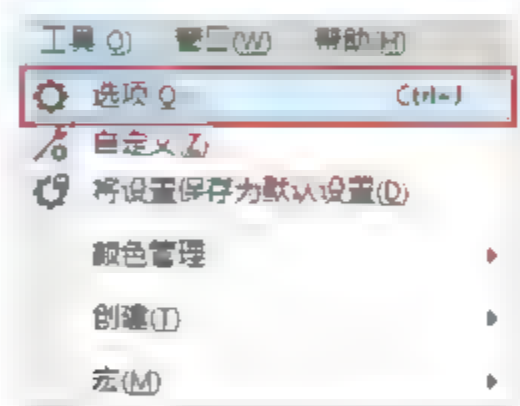 工具(O) 窗口(W) 帮助(H)
选项(O) Ctrl+J
自定义(Z)
将设置保存为默认设置(D)
颜色管理
创建(T)
宏(M)